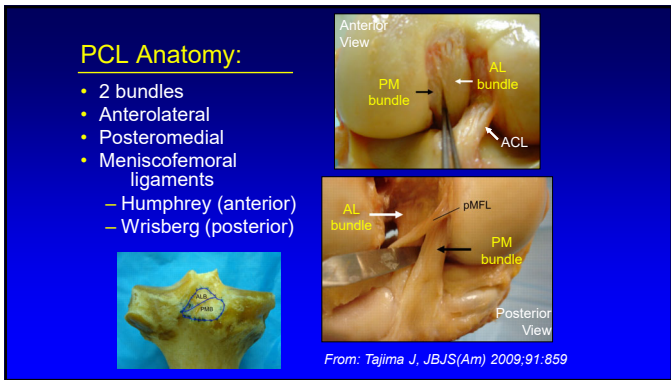 PCL Anatomy:
• 2 bundles
• Anterolateral
• Posteromedial
• Meniscofemoral
ligaments
– Humphrey (anterior)
– Wrisberg (posterior)
ALB
PMB
Anterior
View
PM
bundle
AL
bundle
ACL
AL
bundle
pMFL
PM
bundle
Posterior
View
From: Tajima J, JBJS(Am) 2009;91:859